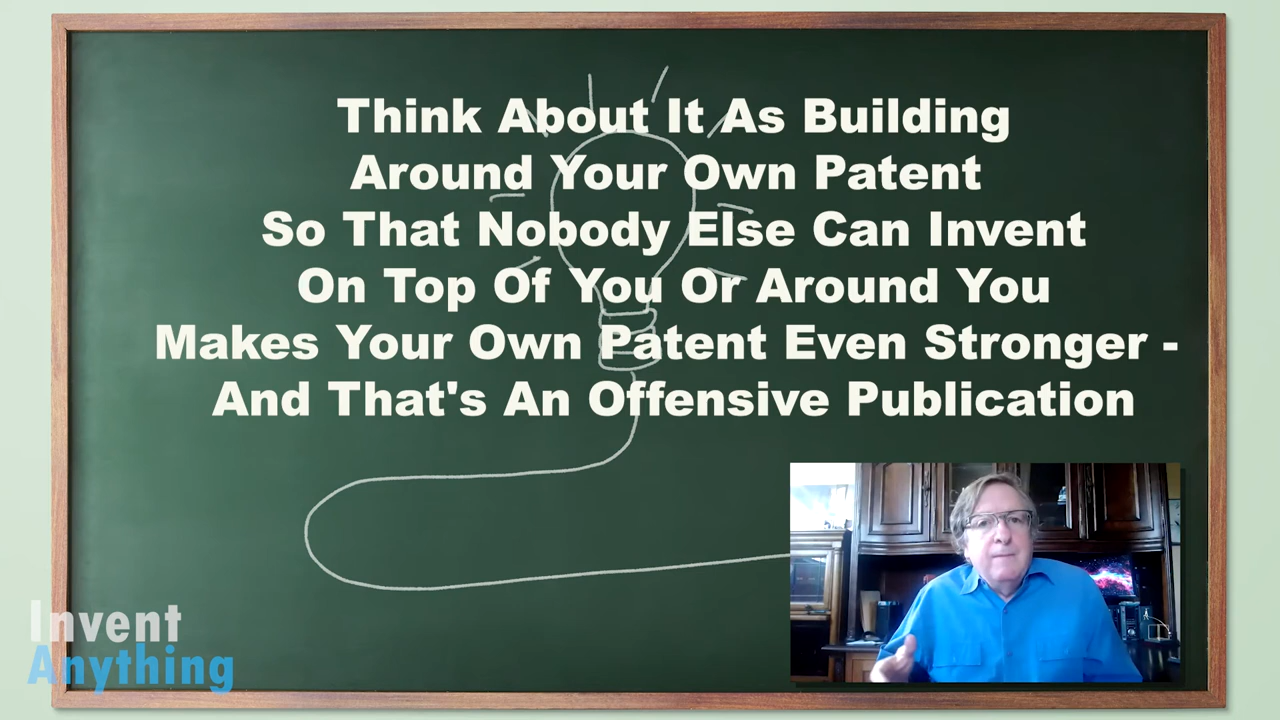 Think About It As Building
Around Your Own Patent
So That Nobody Else Can Invent
On Top Of You Or Around You
Makes Your Own Patent Even Stronger -
And That's An Offensive Publication
Invent
Anything